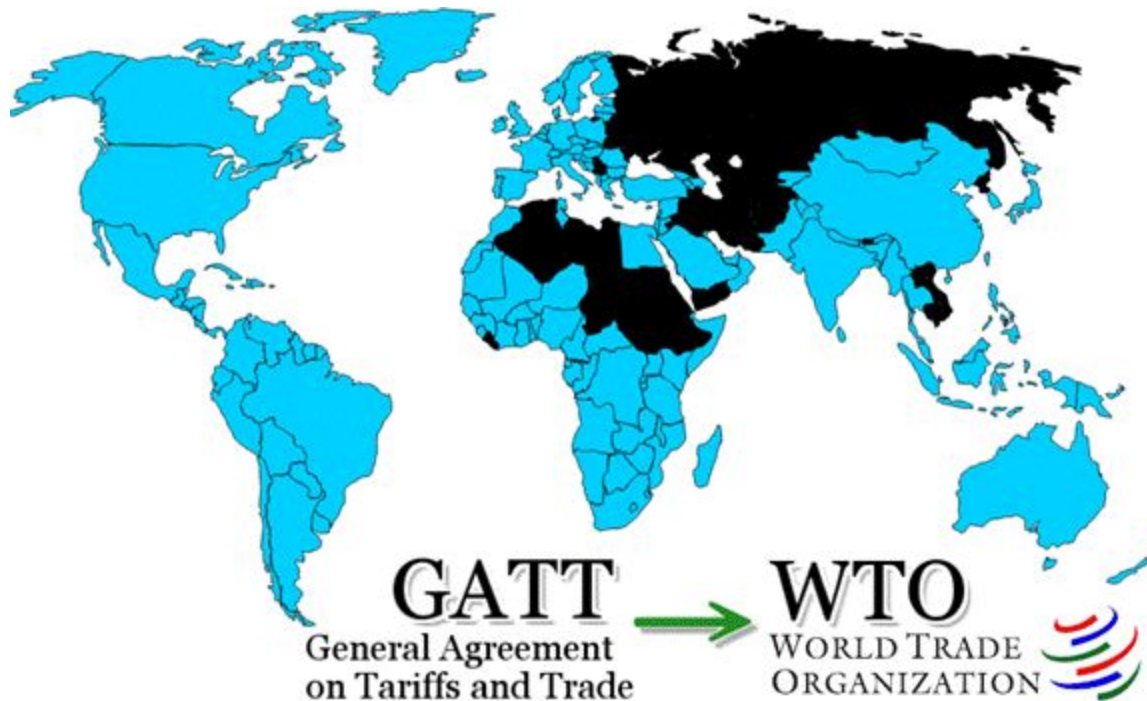 GATT
General Agreement
on Tariffs and Trade
WTO
WORLD TRADE
ORGANIZATION